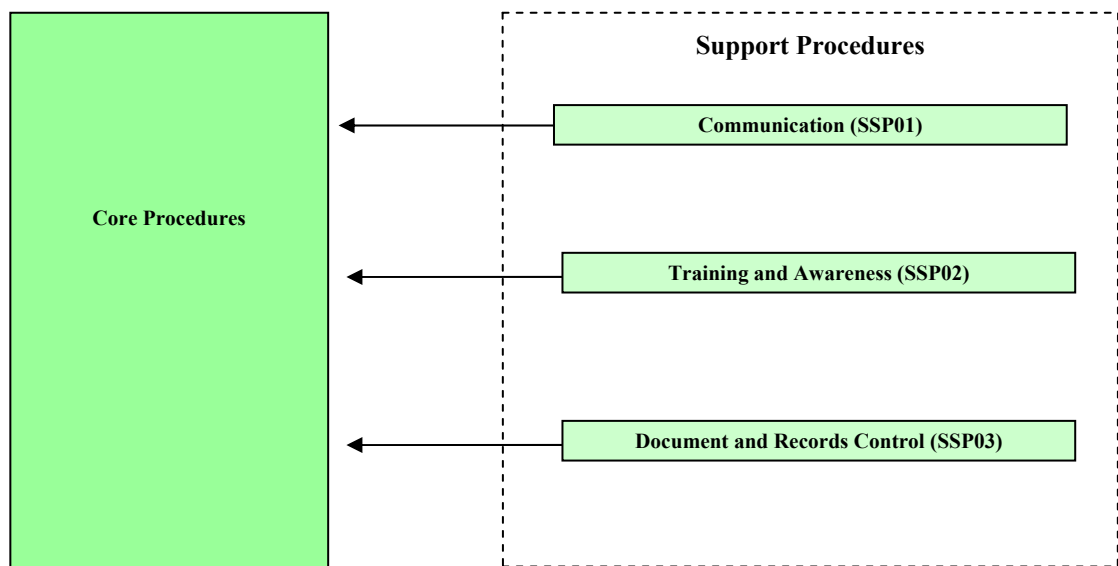 Support Procedures
Communication (SSP01)
Core Procedures
Training and Awareness (SSP02)
Document and Records Control (SSP03)